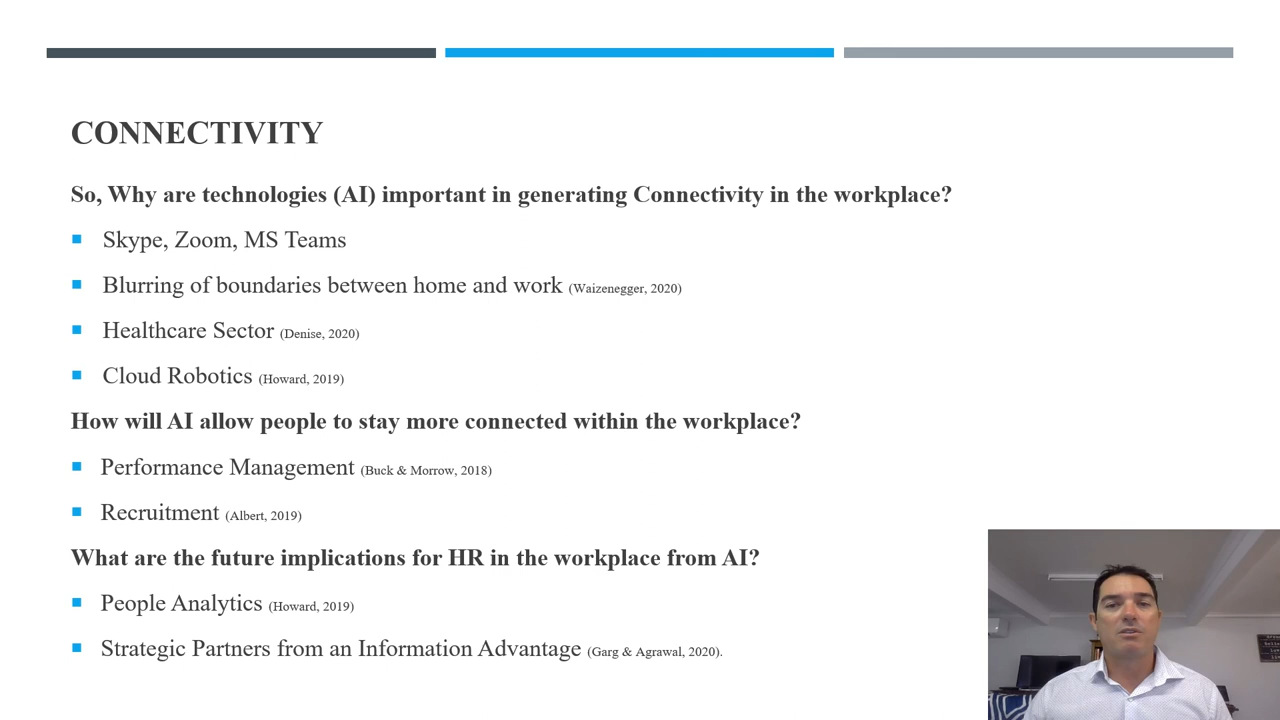 CONNECTIVITY
So, Why are technologies (AI) important in generating Connectivity in the workplace?
Skype, Zoom, MS Teams
Blurring of boundaries between home and work (Waizenegger, 2020)
Healthcare Sector (Denise, 2020)
Cloud Robotics (Howard, 2019)
How will AI allow people to stay more connected within the workplace?
Performance Management (Buck & Morrow, 2018)
Recruitment (Albert, 2019)
What are the future implications for HR in the workplace from AI?
People Analytics (Howard, 2019)
Strategic Partners from an Information Advantage (Garg & Agrawal, 2020).